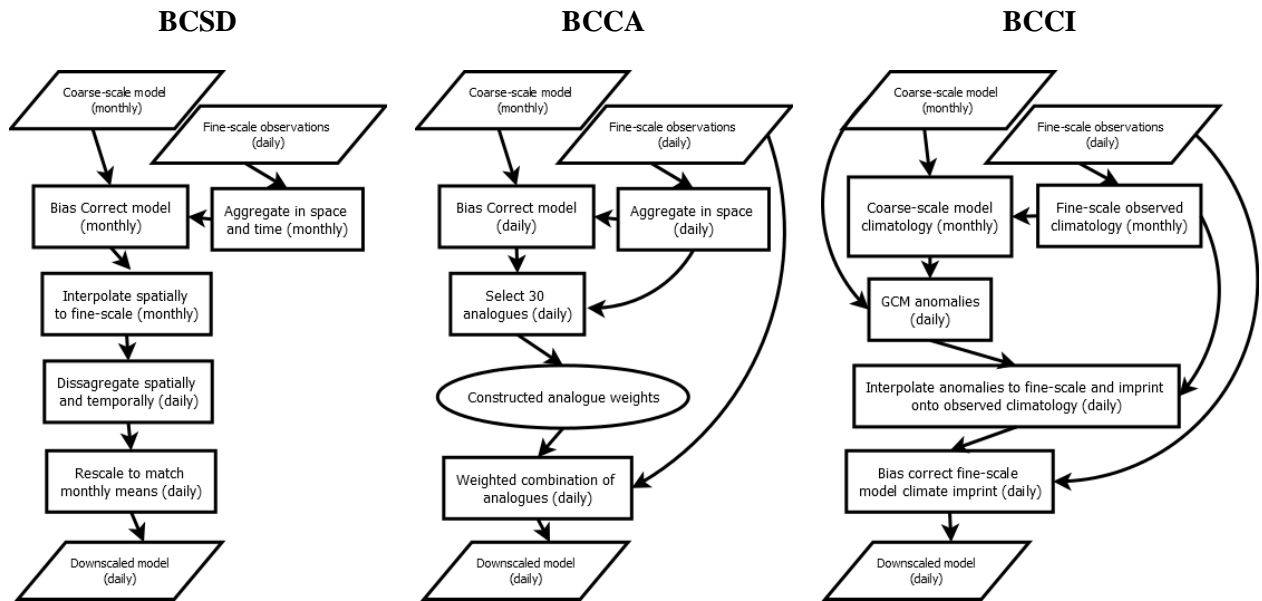 BCSD
Coarse-scale model
(monthly)
Fine-scale observations
(daily)
Bias Correct model
(monthly)
Aggregate in space
and time (monthly)
Interpolate spatially
to fine-scale (monthly)
Dissagregate spatially
and temporally (daily)
Rescale to match
monthly means (daily)
Downscaled model
(daily)
BCCA
Coarse-scale model
(monthly)
Fine-scale observations
(daily)
Bias Correct model
(daily)
Aggregate in space
(daily)
Select 30
analogues (daily)
Constructed analogue weights
Weighted combination of
analogues (daily)
Downscaled model
(daily)
BCCI
Coarse-scale model
(monthly)
Fine-scale observations
(daily)
Coarse-scale model
climatology (monthly)
Fine-scale observed
climatology (monthly)
GCM anomalies
(daily)
Interpolate anomalies to fine-scale and imprint
onto observed climatology (daily)
Bias correct fine-scale
model climate imprint (daily)
Downscaled model
(daily)